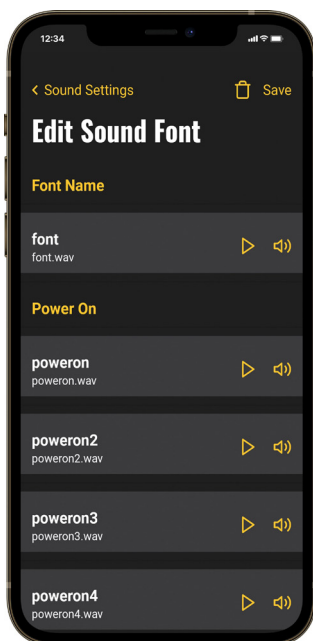 12:34
Sound Settings
Save
Edit Sound Font
Font Name
font
font.wav
Power On
poweron
poweron.wav
poweron2
poweron2.wav
poweron3
poweron3.wav
poweron4
poweron4.wav